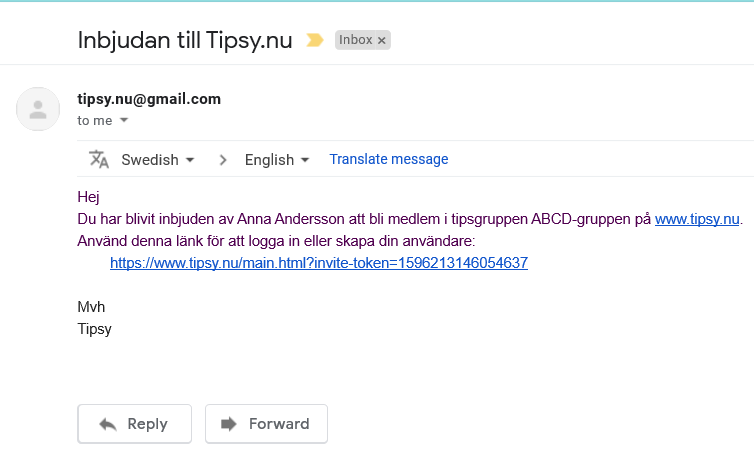 Inbjudan till Tipsy.nu Inbox ×
tipsy.nu@gmail.com
to me
Swedish > English Translate message
Hej
Du har blivit inbjuden av Anna Andersson att bli medlem i tipsgruppen ABCD-gruppen på www.tipsy.nu.
Använd denna länk för att logga in eller skapa din användare:
https://www.tipsy.nu/main.html?invite-token=1596213146054637
Mvh
Tipsy
Reply Forward